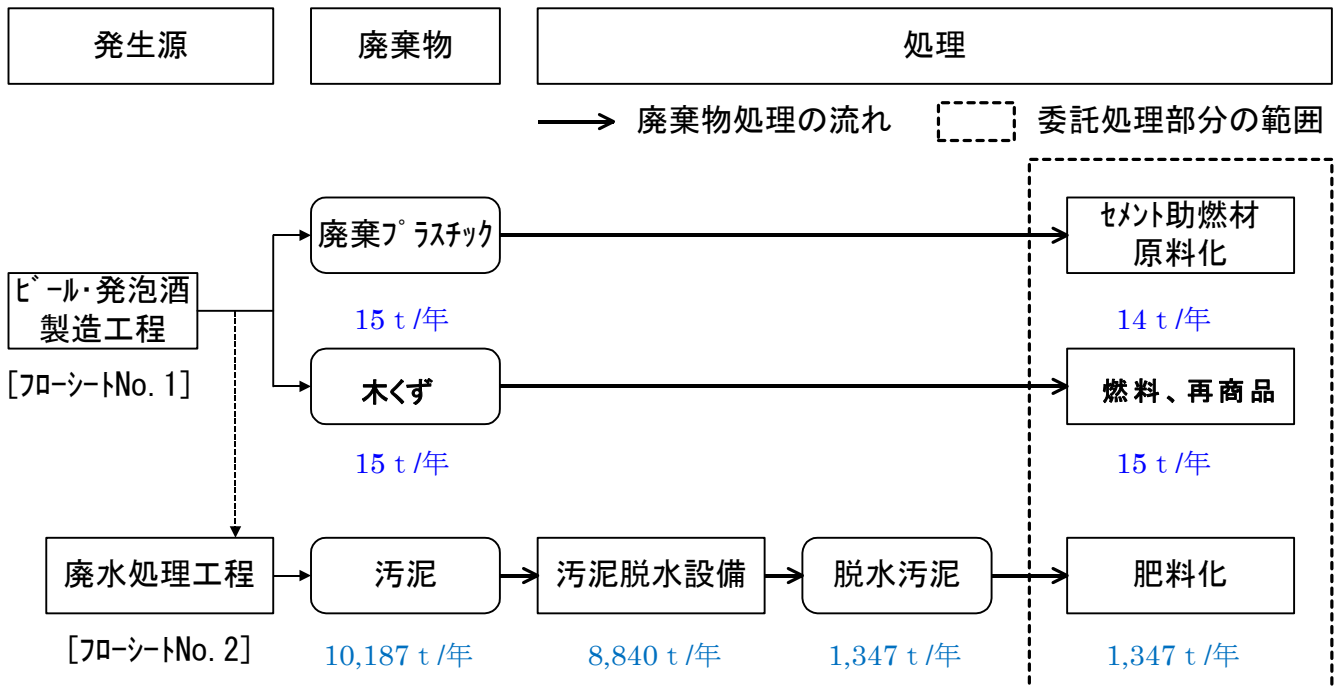 発生源
廃棄物
処理
廃棄物処理の流れ
委託処理部分の範囲
廃棄プラスチック
セメント助燃材
原料化
ビール・発泡酒
製造工程
15 t /年
14 t /年
[フローシートNo. 1]
木くず
燃料、再商品
15 t /年
15 t /年
廃水処理工程
汚泥
汚泥脱水設備
脱水汚泥
肥料化
[フローシートNo. 2]
10,187 t /年
8,840 t /年
1,347 t /年
1,347 t /年